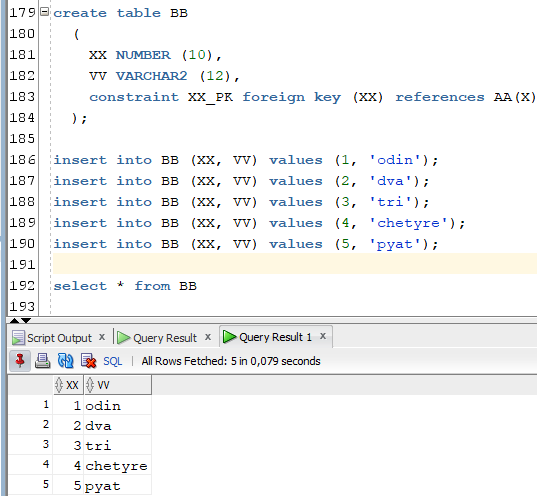 179 create table BB
180 (
181 XX NUMBER (10),
182 VV VARCHAR2 (12),
183 constraint XX_PK foreign key (XX) references AA(X)
184 );
185
186 insert into BB (XX, VV) values (1, 'odin');
187 insert into BB (XX, VV) values (2, 'dva');
188 insert into BB (XX, VV) values (3, 'tri');
189 insert into BB (XX, VV) values (4, 'chetyre');
190 insert into BB (XX, VV) values (5, 'pyat');
191
192 select * from BB
193
Script Output x Query Result x Query Result 1 x
SQL | All Rows Fetched: 5 in 0,079 seconds
XX VV
1 1 odin
2 2 dva
3 3 tri
4 4 chetyre
5 5 pyat